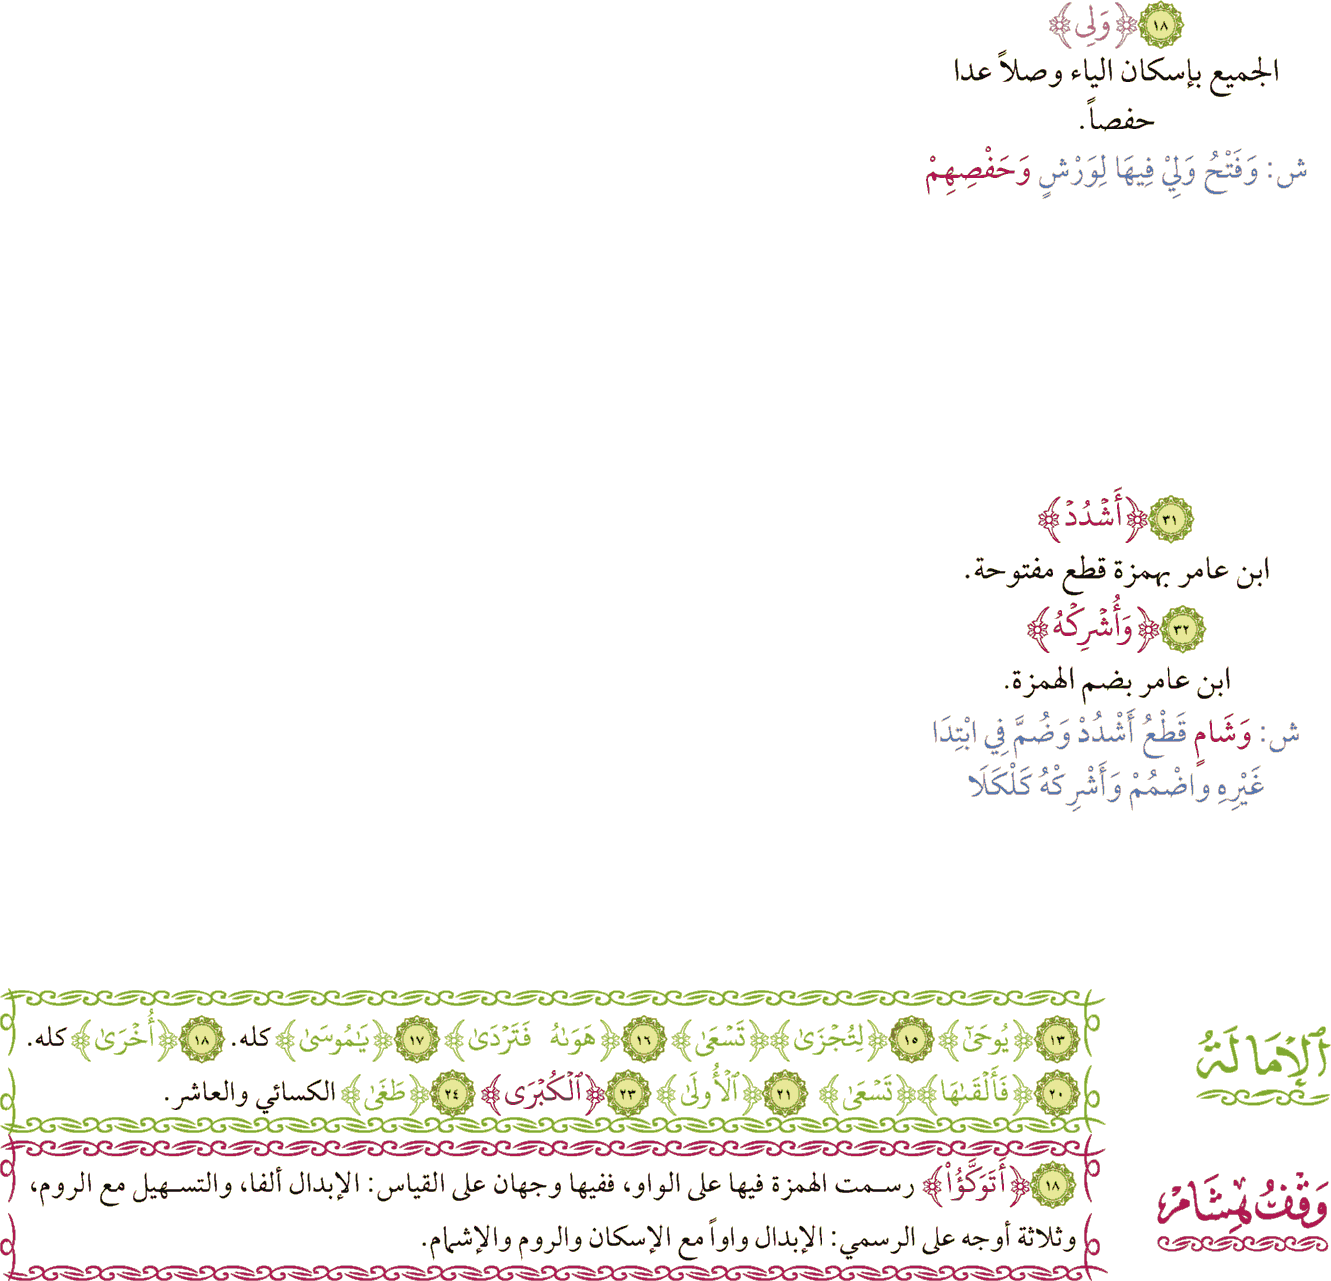 ١٨ ﴿وَلِى﴾
الجميع بإسكان الياء وصلاً عدا
حفصاً.
ش: وَفَتْحُ وَلِيْ فِيهَا لِوَرْشٍ وَحَفْصِهِمْ
٣١ ﴿أَشْدُدْ﴾
ابن عامر بهمزة قطع مفتوحة.
٣٢ ﴿وَأُشْرِكْهُ﴾
ابن عامر بضم الهمزة.
ش: وَشَامٍ قَطْعُ أَشْدُدْ وَضُمَّ فِي ابْتِدَا
غَيْرِهِ واضْمُمْ وَأَشْرِكْهُ كَلْكَلَا
الإِمَالَةُ
١٣ ﴿يُوحَىٰٓ﴾ ١٥ ﴿لِتُجْزَىٰ﴾ ﴿تَسْعَىٰ﴾ ١٦ ﴿هَوَىٰهُ فَتَرْدَىٰ﴾ ١٧ ﴿يَٰمُوسَىٰ﴾ كله. ١٨ ﴿أُخْرَىٰ﴾ كله.
٢٠ ﴿فَأَلْقَىٰهَا﴾ ﴿تَسْعَىٰ﴾ ٢١ ﴿ٱلْأُولَىٰ﴾ ٢٣ ﴿ٱلْكُبْرَى﴾ ٢٤ ﴿طَغَىٰ﴾ الكسائي والعاشر.
وَقْفُ هِشَامٍ
١٨ ﴿أَتَوَكَّؤُاْ﴾ رسمت الهمزة فيها على الواو، ففيها وجهان على القياس: الإبدال ألفا، والتسهيل مع الروم،
وثلاثة أوجه على الرسمي: الإبدال واواً مع الإسكان والروم والإشمام.